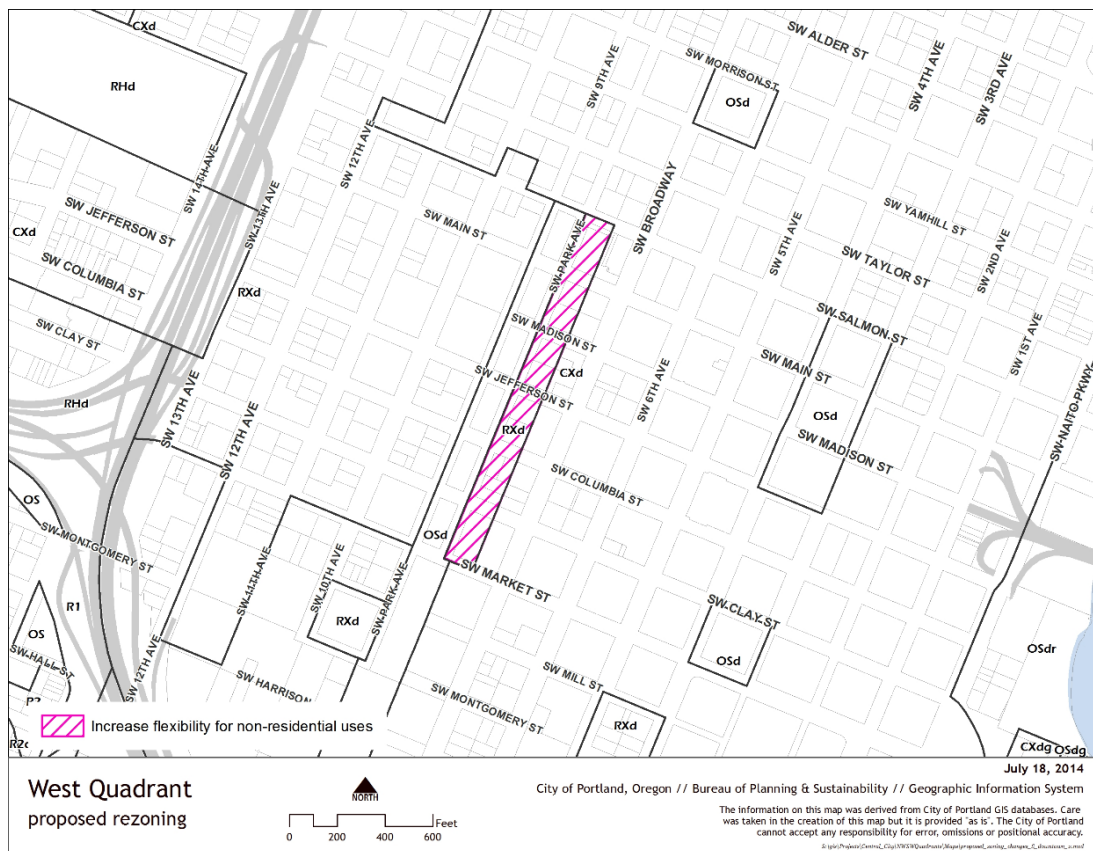 CXd
SW ALDER ST
SW 4TH AVE
SW 3RD AVE
RHd
SW 9TH AVE
SW MORRISON ST
OSd
SW 14TH AVE
SW 13TH AVE
SW 12TH AVE
SW BROADWAY
SW JEFFERSON ST
SW MAIN ST
SW YAMHILL ST
CXd
SW COLUMBIA ST
SW PARK AVE
SW 5TH AVE
SW TAYLOR ST
SW 2ND AVE
RXd
SW CLAY ST
SW MADISON ST
SW SALMON ST
SW 1ST AVE
SW NAITO PKWY
SW JEFFERSON ST
CXd
SW MAIN ST
SW 6TH AVE
RHd
SW 13TH AVE
SW 12TH AVE
RXd
OSd
SW MADISON ST
SW COLUMBIA ST
OS
SW MONTGOMERY ST
OSd
SW MARKET ST
SW 11TH AVE
SW 10TH AVE
SW PARK AVE
R1
RXd
SW CLAY ST
OS
OSd
OSdr
SW HALL ST
SW 12TH AVE
SW HARRISON
SW MILL ST
SW MONTGOMERY ST
RXd
R2
R2c
CXdg
OSdg
Increase flexibility for non-residential uses
July 18, 2014
West Quadrant
proposed rezoning
NORTH
0 200 400 600 Feet
City of Portland, Oregon // Bureau of Planning & Sustainability // Geographic Information System
The information on this map was derived from City of Portland GIS databases. Care
was taken in the creation of this map but it is provided "as is". The City of Portland
cannot accept any responsibility for error, omissions or positional accuracy.